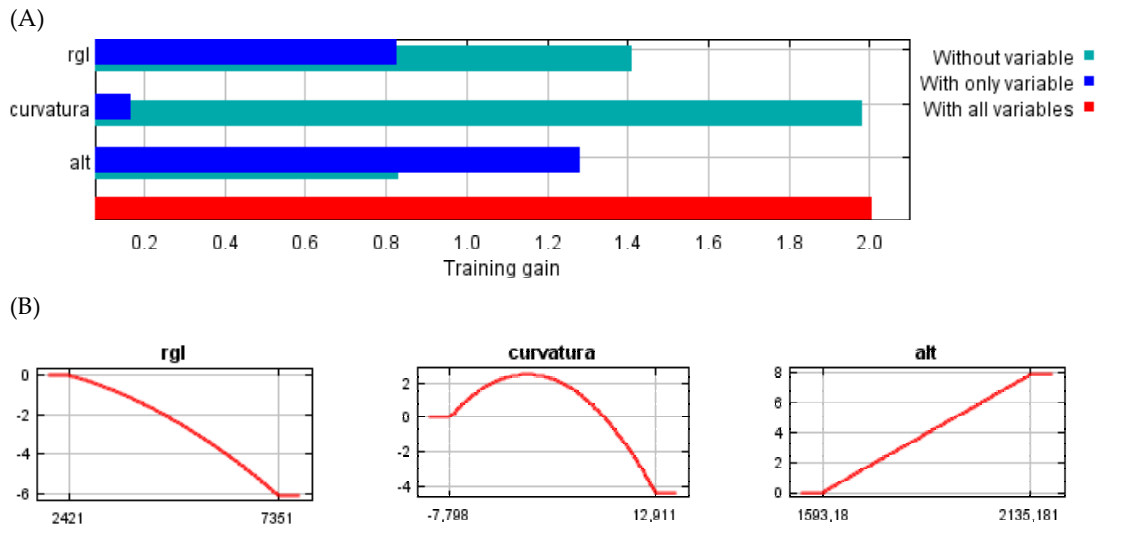 (A)
rgl
curvatura
alt
Without variable
With only variable
With all variables
0.2 0.4 0.6 0.8 1.0 1.2 1.4 1.6 1.8 2.0
Training gain
(B)
rgl
0
-2
-4
-6
2421 7351
curvatura
2
0
-2
-4
-7,798 12,911
alt
8
6
4
2
0
1593,18 2135,181